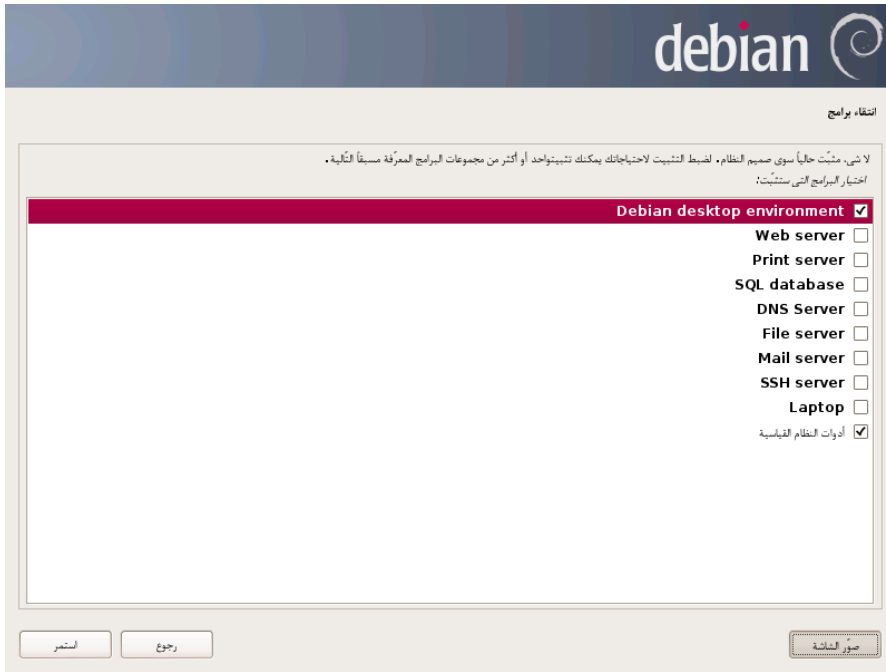 debian
انتقاء برامج
لا شيء مثبّت حالياً سوى صميم النظام. لضبط التثبيت لاحتياجاتك يمكنك تثبيتواحد أو أكثر من مجموعات البرامج المعرّفة مسبقاً التّالية.
اختيار البرامج التي ستثبّت:
Debian desktop environment
Web server
Print server
SQL database
DNS Server
File server
Mail server
SSH server
Laptop
أدوات النظام القياسية
صوّر الشاشة
رجوع
استمر